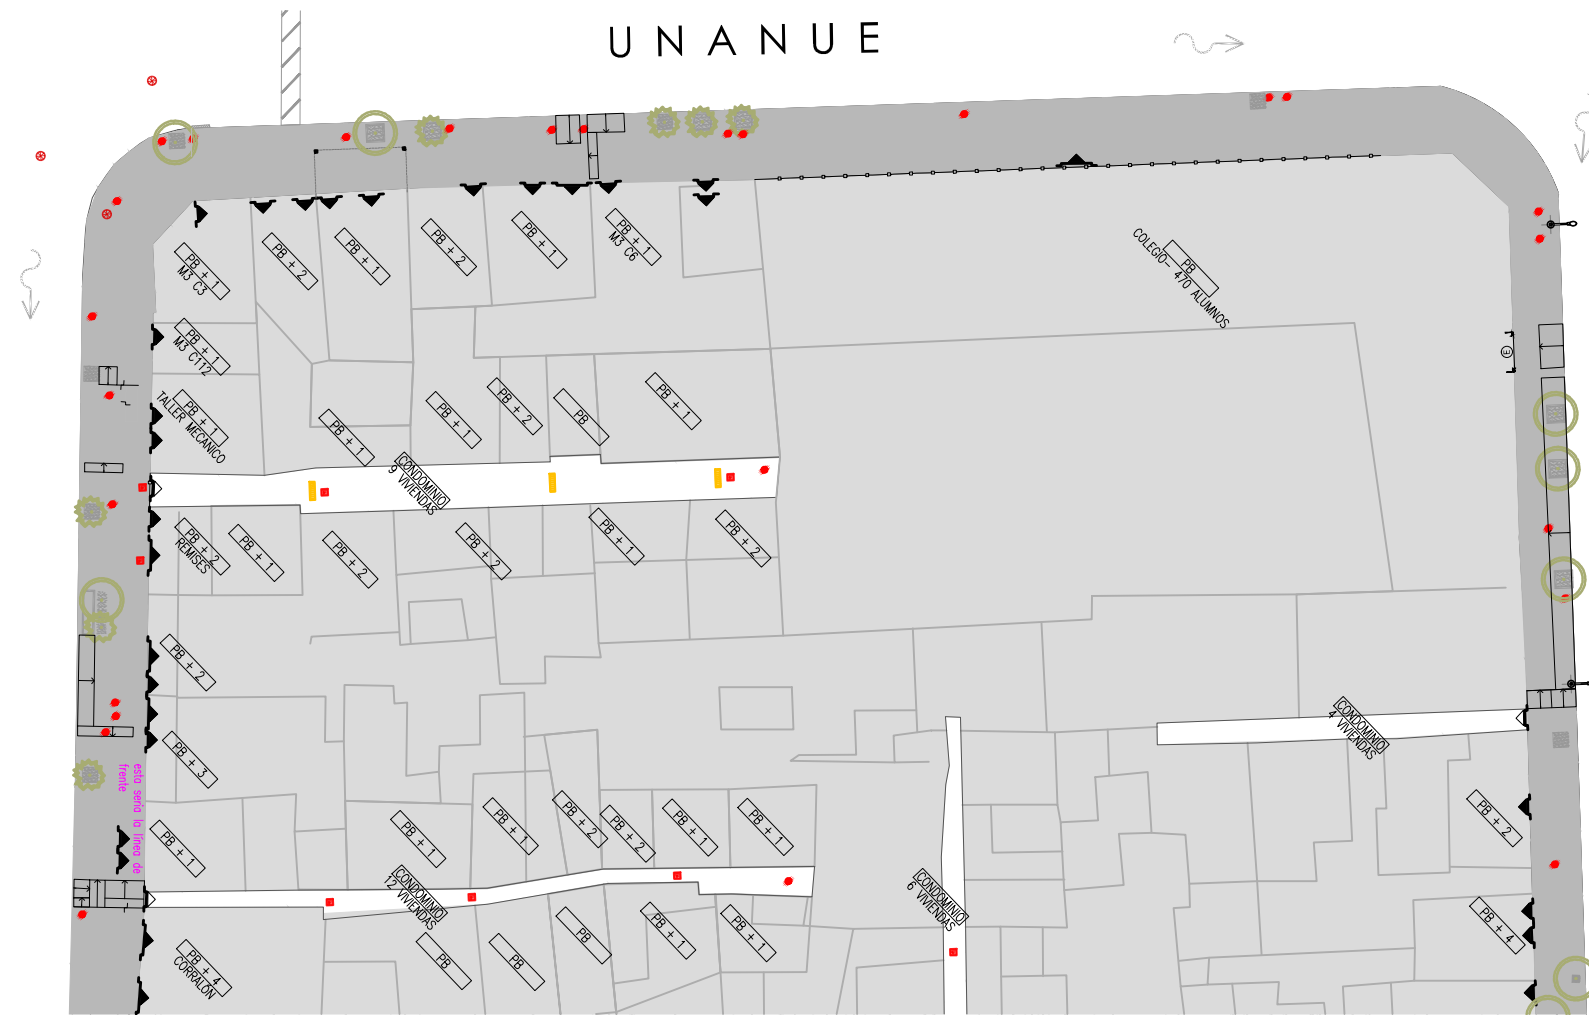 UNANUE
PB + 1
M3 C3
PB + 2
PB + 1
PB + 2
PB + 1
PB + 1
M3 C6
PB
COLEGIO- 470 ALUMNOS
PB + 1
M3 C112
E
PB + 1
TALLER MECANICO
PB + 1
PB + 1
PB + 2
PB
PB + 1
CONDOMINIO
9 VIVIENDAS
PB + 2
REMISES
PB + 1
PB + 2
PB + 2
PB + 1
PB + 2
PB + 2
PB + 3
CONDOMINIO
4 VIVIENDAS
esta seria la línea de
frente
PB + 1
PB + 1
PB + 1
PB + 2
PB + 2
PB + 1
PB + 1
PB + 2
CONDOMINIO
12 VIVIENDAS
CONDOMINIO
6 VIVIENDAS
PB + 4
CORRALON
PB
PB
PB
PB + 1
PB + 1
PB + 4